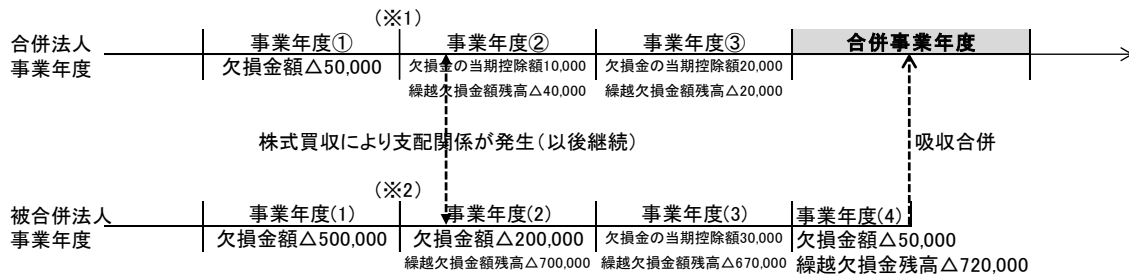 (※1)
合併法人
事業年度
事業年度①
事業年度②
事業年度③
合併事業年度
欠損金額△50,000
欠損金の当期控除額10,000
欠損金の当期控除額20,000
繰越欠損金額残高△40,000
繰越欠損金額残高△20,000
株式買収により支配関係が発生(以後継続)
吸収合併
(※2)
被合併法人
事業年度
事業年度(1)
事業年度(2)
事業年度(3)
事業年度(4)
欠損金額△500,000
欠損金額△200,000
欠損金の当期控除額30,000
欠損金額△50,000
繰越欠損金額残高△700,000
繰越欠損金額残高△670,000
繰越欠損金残高△720,000